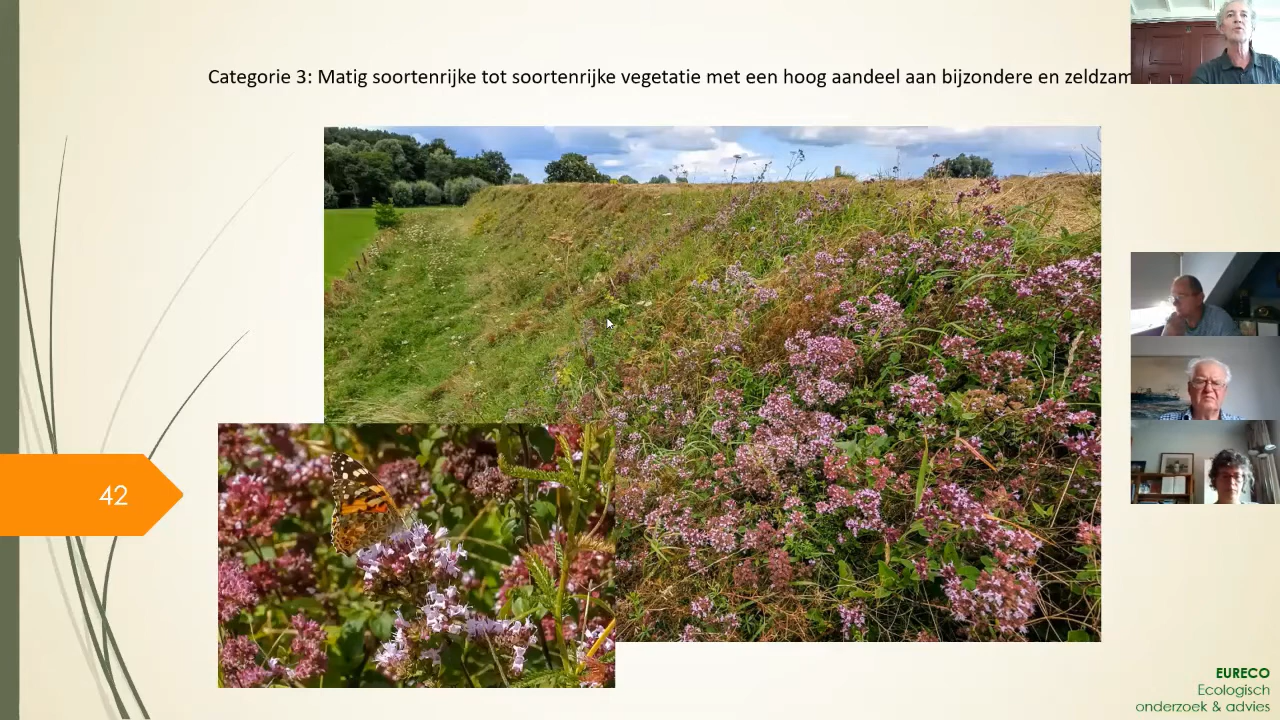 Categorie 3: Matig soortenrijke tot soortenrijke vegetatie met een hoog aandeel aan bijzondere en
42
EURECO
Ecologisch
onderzoek & advies